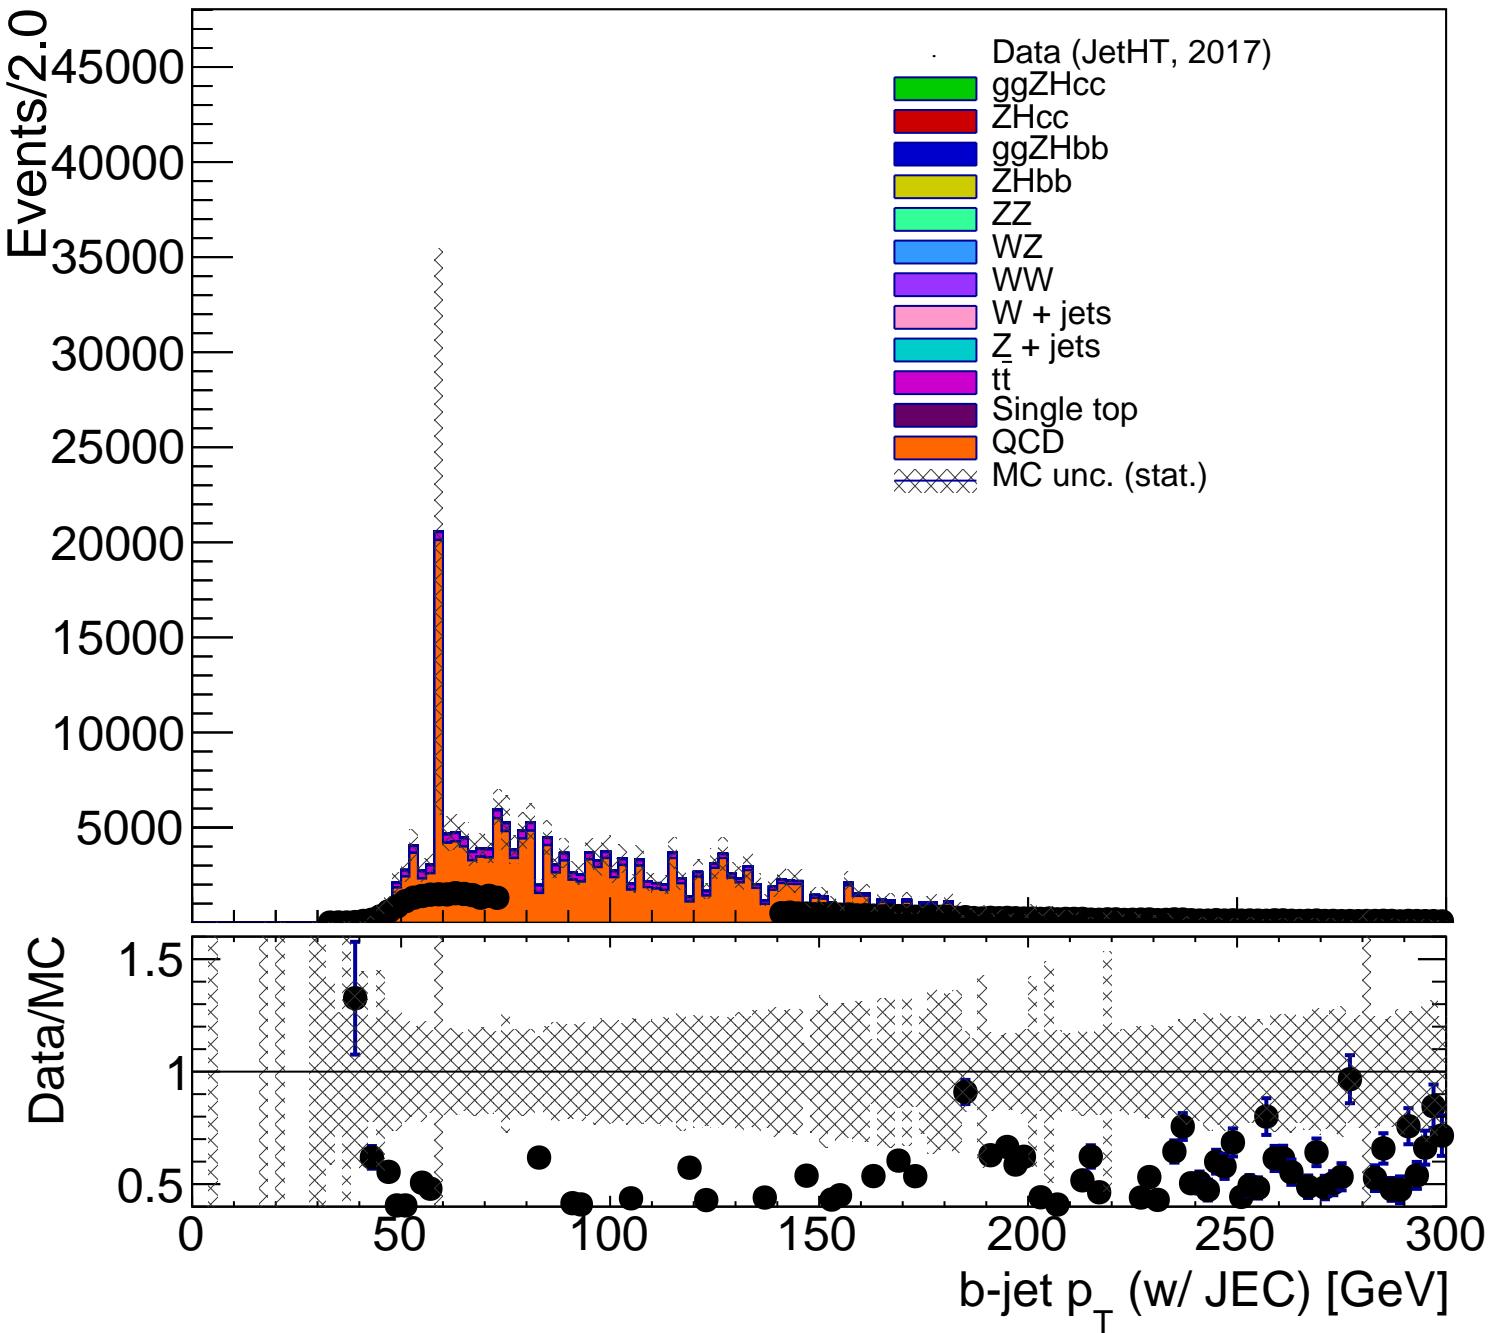 Events/2.0
45000
40000
35000
30000
25000
20000
15000
10000
5000
Data (JetHT, 2017)
ggZHcc
ZHcc
ggZHbb
ZHbb
ZZ
WZ
WW
W + jets
Z + jets
tt̄
Single top
QCD
MC unc. (stat.)
Data/MC
1.5
1
0.5
0 50 100 150 200 250 300
b-jet p_T (w/ JEC) [GeV]